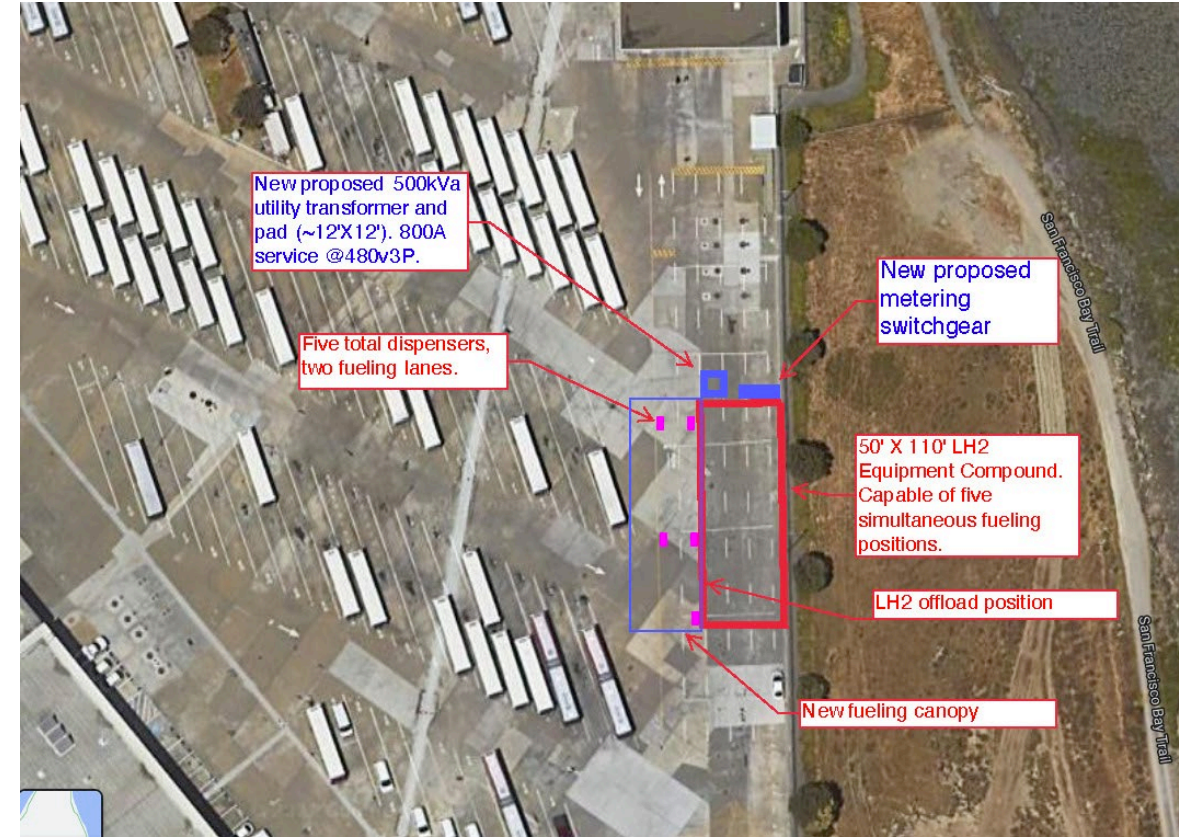 New proposed 500kVa
utility transformer and
pad (~12'X12'). 800A
service @480v3P.
New proposed
metering
switchgear
Five total dispensers,
two fueling lanes.
50' X 110' LH2
Equipment Compound.
Capable of five
simultaneous fueling
positions.
LH2 offload position
New fueling canopy
San Francisco Bay Trail
San Francisco Bay Trail